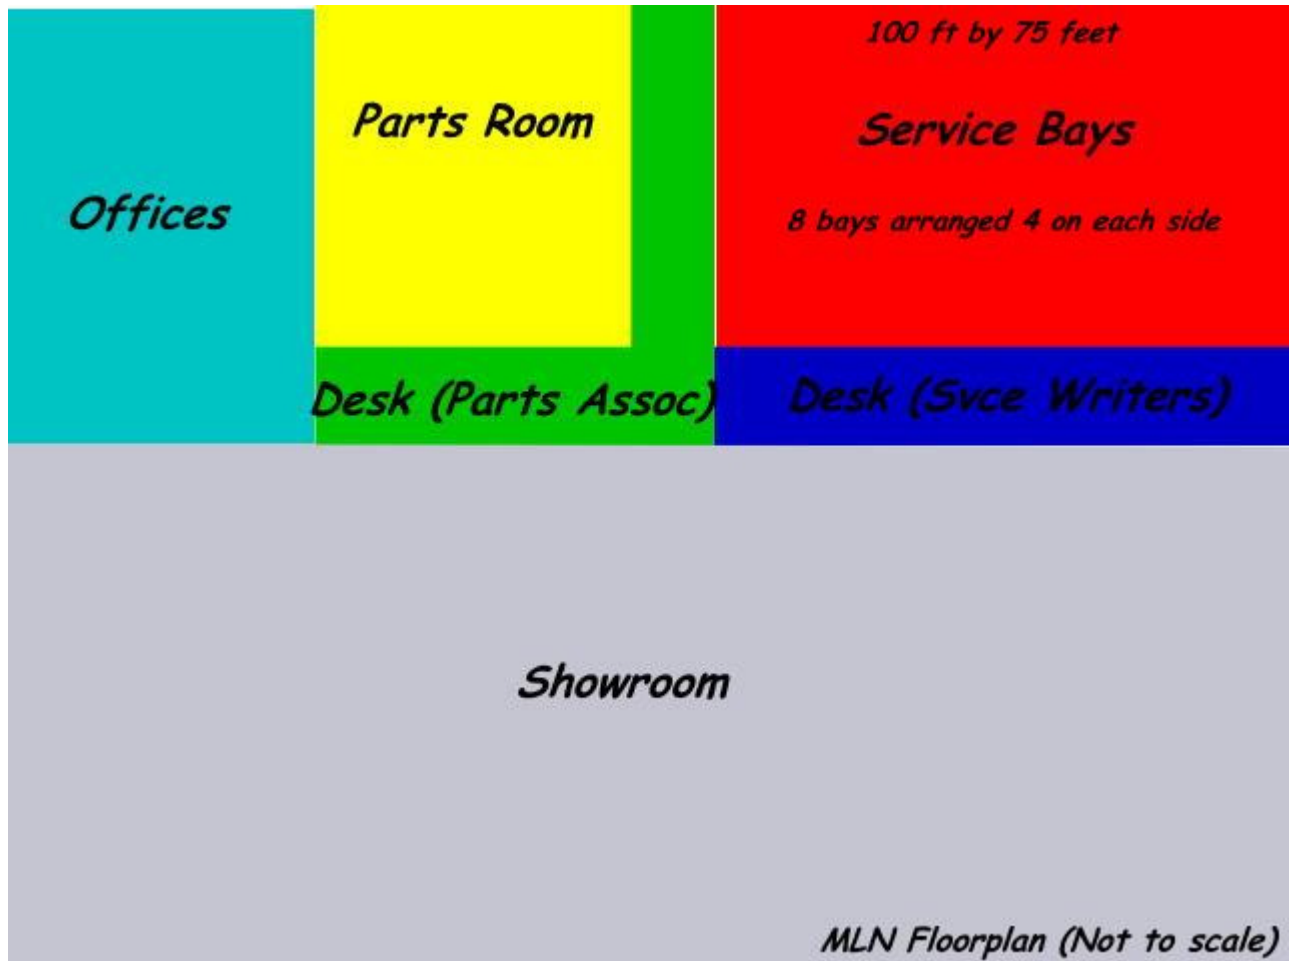 100 ft by 75 feet
Parts Room
Service Bays
Offices
8 bays arranged 4 on each side
Desk (Parts Assoc)
Desk (Svce Writers)
Showroom
MLN Floorplan (Not to scale)